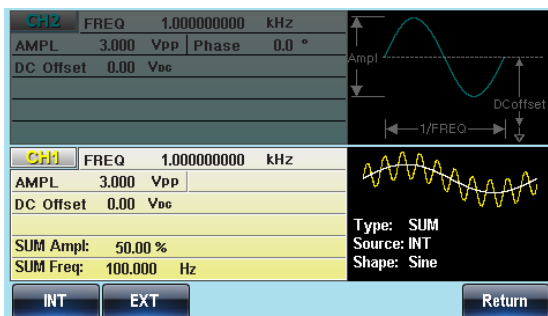 CH2 FREQ 1.000000000 kHz
AMPL 3.000 Vpp Phase 0.0 °
DC Offset 0.00 VDC
Ampl
DCoffset
1/FREQ
CH1 FREQ 1.000000000 kHz
AMPL 3.000 Vpp
DC Offset 0.00 VDC
SUM Ampl: 50.00 %
SUM Freq: 100.000 Hz
Type: SUM
Source: INT
Shape: Sine
INT EXT Return